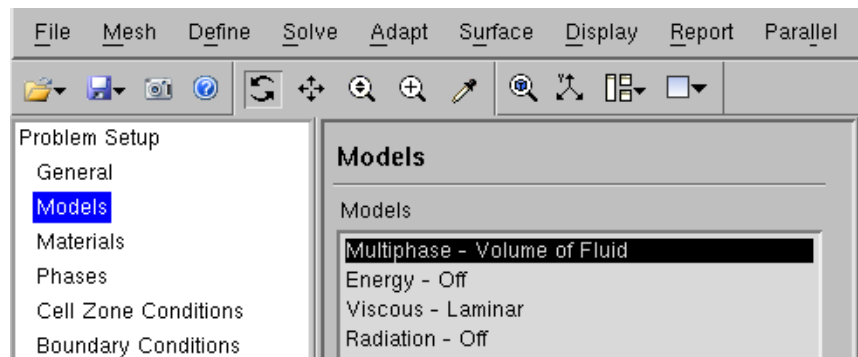 File Mesh Define Solve Adapt Surface Display Report Parallel
Problem Setup
General
Models
Materials
Phases
Cell Zone Conditions
Boundary Conditions
Models
Models
Multiphase - Volume of Fluid
Energy - Off
Viscous - Laminar
Radiation - Off